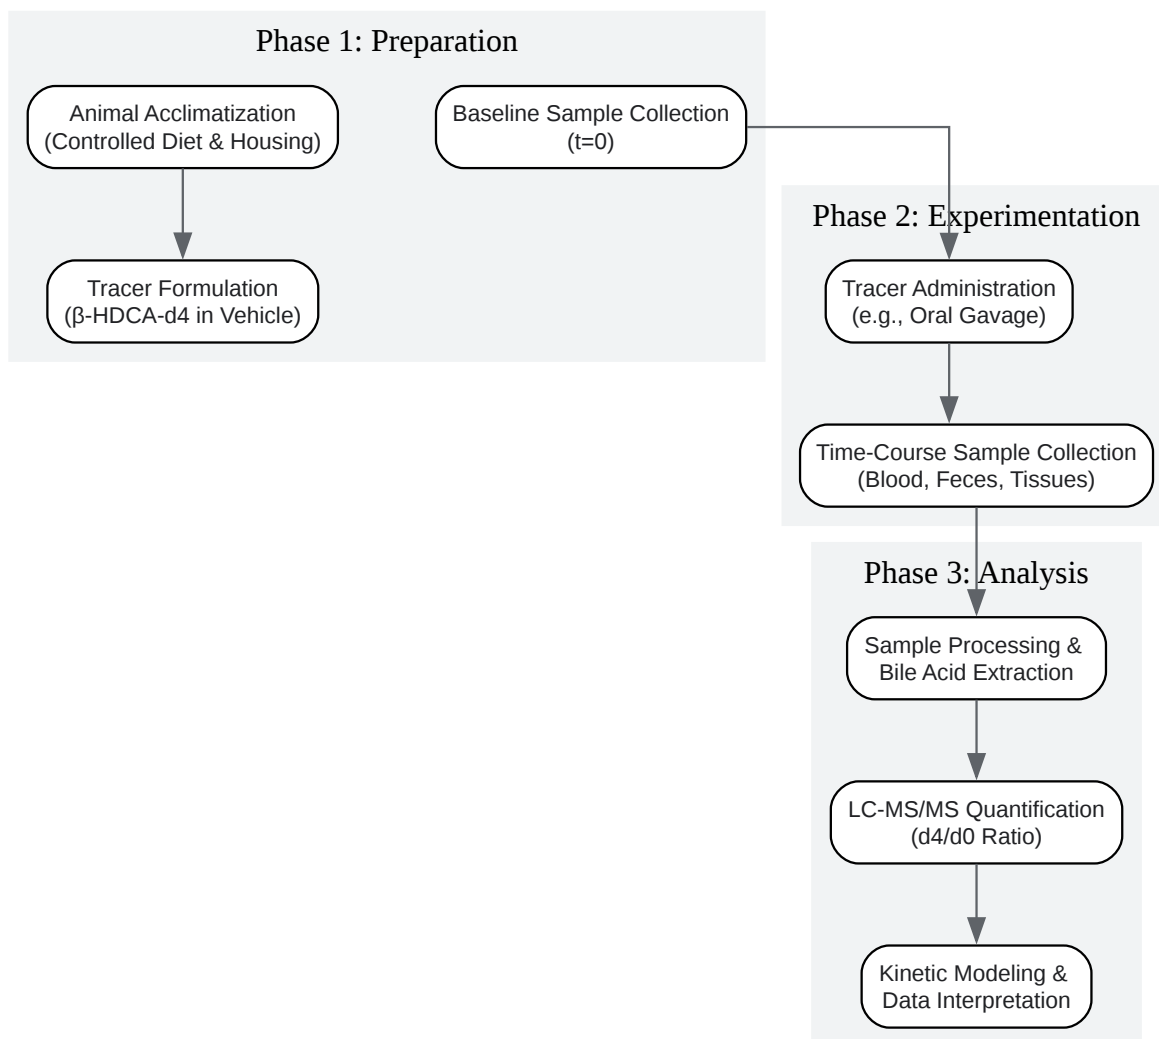 Phase 1: Preparation
Animal Acclimatization
(Controlled Diet & Housing)
Baseline Sample Collection
(t=0)
Tracer Formulation
(β-HDCA-d4 in Vehicle)
Phase 2: Experimentation
Tracer Administration
(e.g., Oral Gavage)
Time-Course Sample Collection
(Blood, Feces, Tissues)
Phase 3: Analysis
Sample Processing &
Bile Acid Extraction
LC-MS/MS Quantification
(d4/d0 Ratio)
Kinetic Modeling &
Data Interpretation